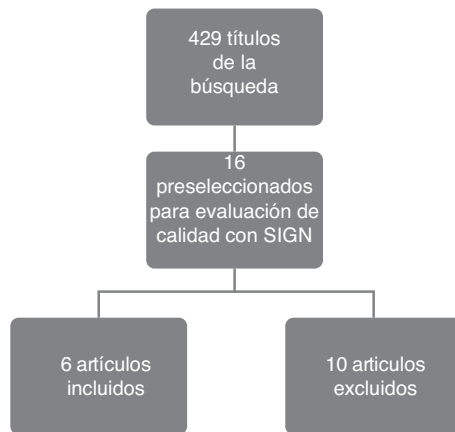 429 títulos
de la
búsqueda
16
preseleccionados
para evaluación de
calidad con SIGN
6 artículos
incluidos
10 articulos
excluidos